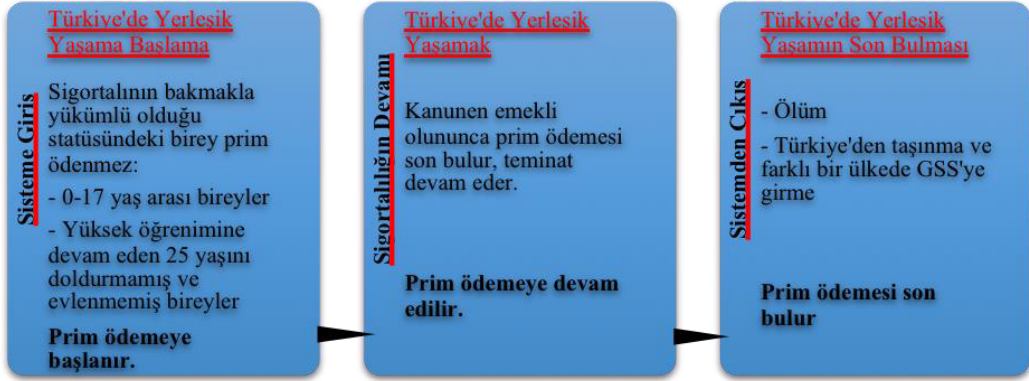 Türkiye'de Yerleşik
Yaşama Baslama
Sisteme Giris
Sigortalının bakmakla
yükümlü olduğu
statüsündeki birey prim
ödenmez:
- 0-17 yaş arası bireyler
- Yüksek öğrenimine
devam eden 25 yaşını
doldurmamış ve
evlenmemiş bireyler
Prim ödemeye
başlanır.
Türkiye'de Yerleşik
Yaşamak
Sigortalılığın Devamı
Kanunen emekli
olununca prim ödemesi
son bulur, teminat
devam eder.
Prim ödemeye devam
edilir.
Türkiye'de Yerleşik
Yaşamın Son Bulması
Sistemden Cıkıs
- Ölüm
- Türkiye'den taşınma ve
farklı bir ülkede GSS'ye
girme
Prim ödemesi son
bulur